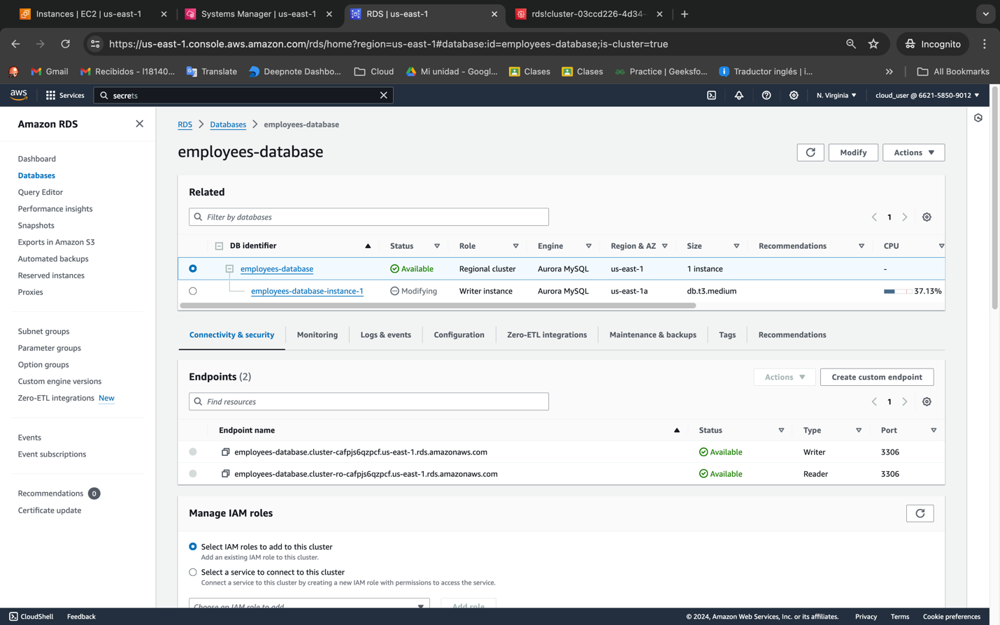 Instances | EC2 | us-east-1
Systems Manager | us-east-1
RDS | us-east-1
rds!cluster-03ccd226-4d34-
https://us-east-1.console.aws.amazon.com/rds/home?region=us-east-1#database:id=employees-database;is-cluster=true
Incognito
Gmail
Recibidos - l18140...
Translate
Deepnote Dashbo...
Cloud
Mi unidad - Googl...
Clases
Clases
Practice | Geeksfo...
Traductor inglés | i...
All Bookmarks
aws
Services
secrets
N. Virginia
cloud_user @ 6621-5850-9012
Amazon RDS
Dashboard
Databases
Query Editor
Performance insights
Snapshots
Exports in Amazon S3
Automated backups
Reserved instances
Proxies
Subnet groups
Parameter groups
Option groups
Custom engine versions
Zero-ETL integrations New
Events
Event subscriptions
Recommendations 0
Certificate update
RDS > Databases > employees-database
employees-database
Modify
Actions
Related
Filter by databases
1
DB identifier Status Role Engine Region & AZ Size Recommendations CPU
employees-database Available Regional cluster Aurora MySQL us-east-1 1 instance -
employees-database-instance-1 Modifying Writer instance Aurora MySQL us-east-1a db.t3.medium 37.13%
Connectivity & security
Monitoring
Logs & events
Configuration
Zero-ETL integrations
Maintenance & backups
Tags
Recommendations
Endpoints (2)
Actions
Create custom endpoint
Find resources
1
Endpoint name Status Type Port
employees-database.cluster-cafpjs6qzpcf.us-east-1.rds.amazonaws.com Available Writer 3306
employees-database.cluster-ro-cafpjs6qzpcf.us-east-1.rds.amazonaws.com Available Reader 3306
Manage IAM roles
Select IAM roles to add to this cluster
Add an existing IAM role to this cluster.
Select a service to connect to this cluster
Connect a service to this cluster by creating a new IAM role with permissions to access the service.
Choose an IAM role to add
Add role
CloudShell
Feedback
© 2024, Amazon Web Services, Inc. or its affiliates.
Privacy
Terms
Cookie preferences